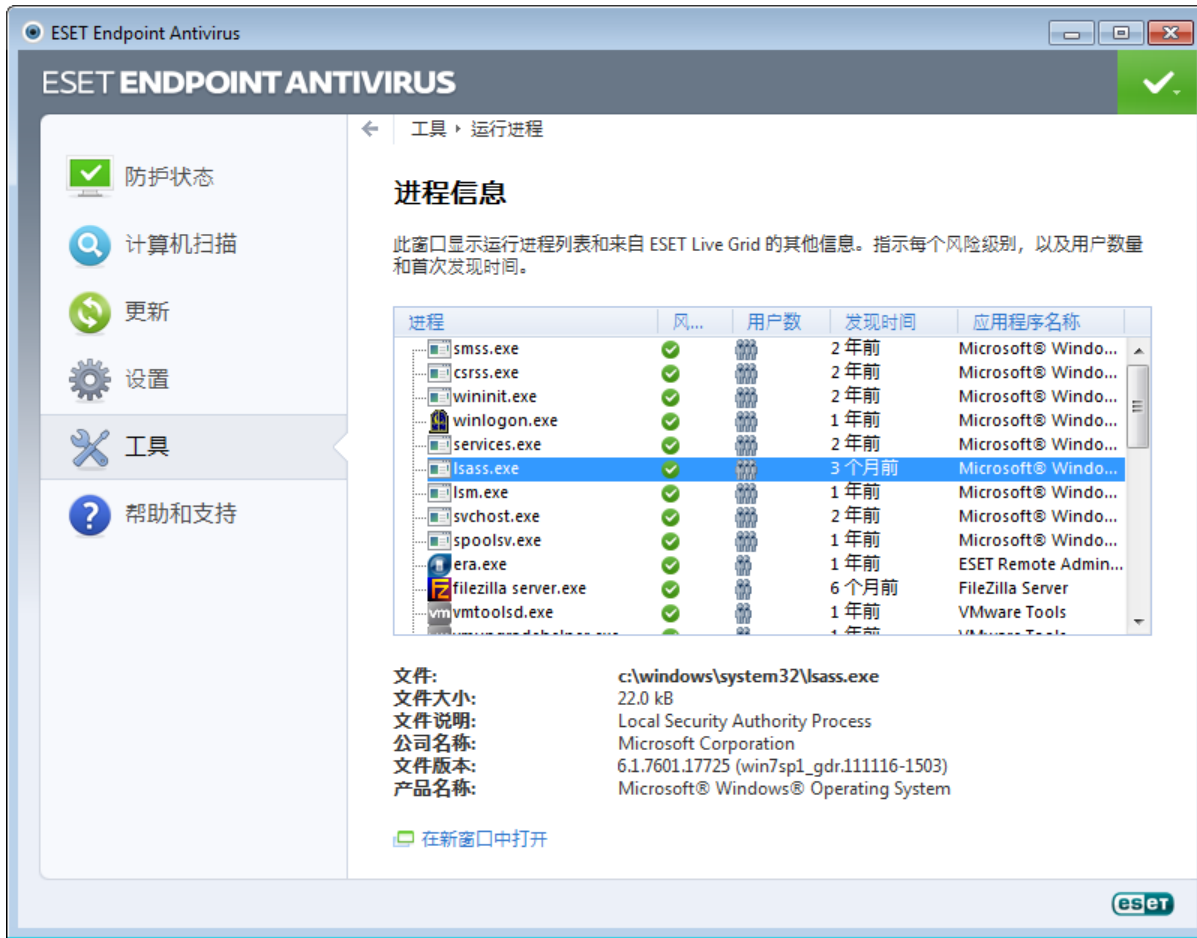 ESET Endpoint Antivirus
ESET ENDPOINT ANTIVIRUS
工具 ▸ 运行进程
防护状态
计算机扫描
更新
设置
工具
帮助和支持
进程信息
此窗口显示运行进程列表和来自 ESET Live Grid 的其他信息。指示每个风险级别，以及用户数量
和首次发现时间。
进程 风... 用户数 发现时间 应用程序名称
smss.exe 2 年前 Microsoft® Windo...
csrss.exe 2 年前 Microsoft® Windo...
wininit.exe 2 年前 Microsoft® Windo...
winlogon.exe 1 年前 Microsoft® Windo...
services.exe 2 年前 Microsoft® Windo...
lsass.exe 3 个月前 Microsoft® Windo...
lsm.exe 1 年前 Microsoft® Windo...
svchost.exe 2 年前 Microsoft® Windo...
spoolsv.exe 1 年前 Microsoft® Windo...
era.exe 1 年前 ESET Remote Admin...
filezilla server.exe 6 个月前 FileZilla Server
vmtoolsd.exe 1 年前 VMware Tools
文件: c:\windows\system32\lsass.exe
文件大小: 22.0 kB
文件说明: Local Security Authority Process
公司名称: Microsoft Corporation
文件版本: 6.1.7601.17725 (win7sp1_gdr.111116-1503)
产品名称: Microsoft® Windows® Operating System
在新窗口中打开
eseT